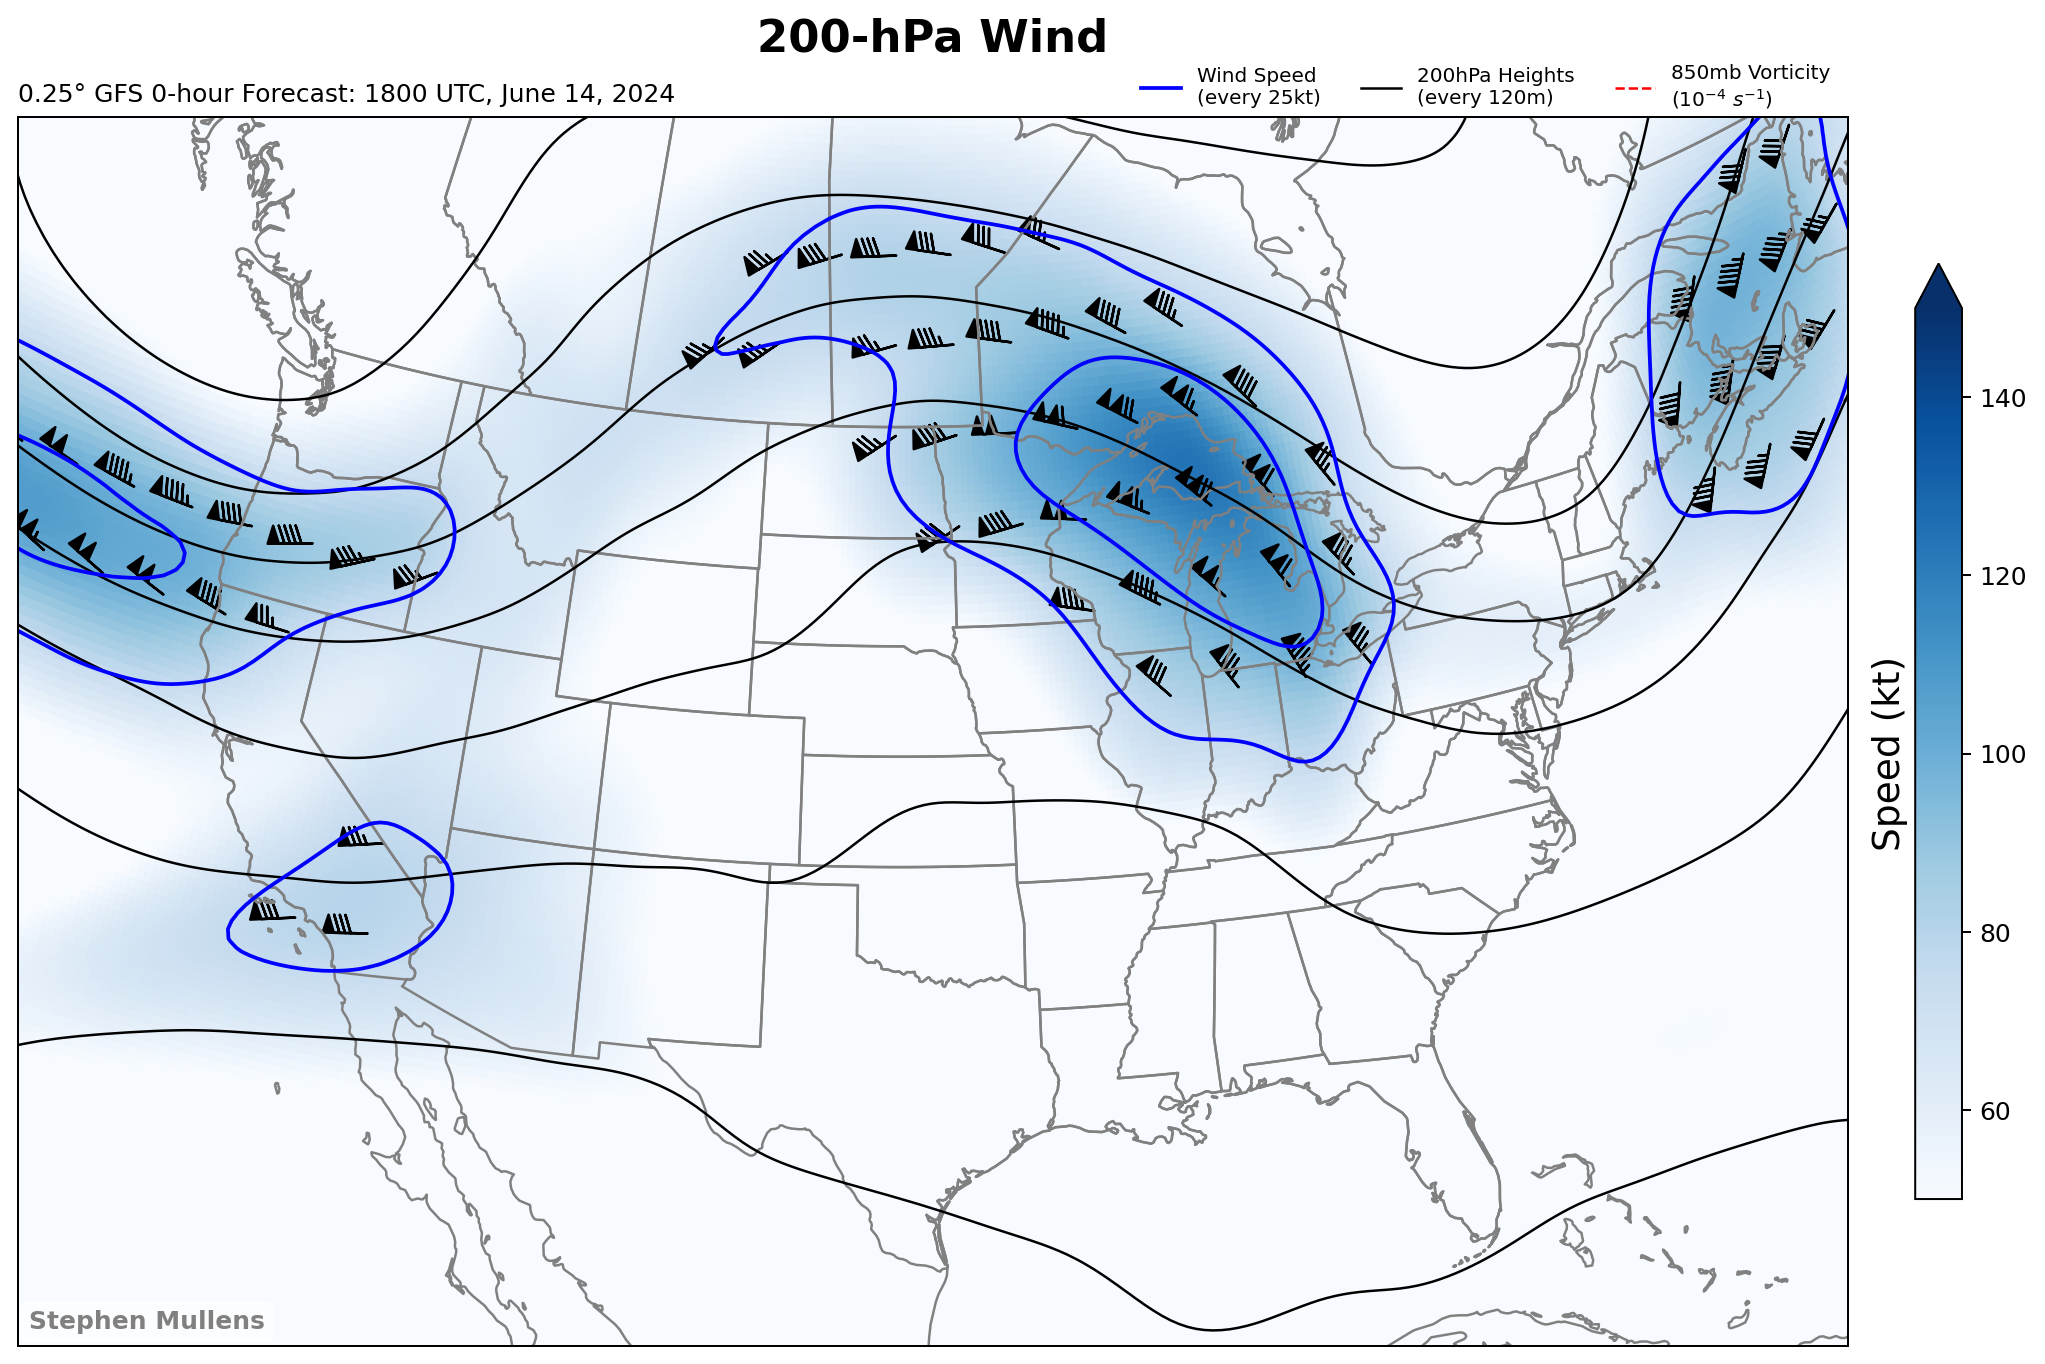 200-hPa Wind
0.25° GFS 0-hour Forecast: 1800 UTC, June 14, 2024
Wind Speed
(every 25kt)
200hPa Heights
(every 120m)
850mb Vorticity
(10⁻⁴ s⁻¹)
140
120
100
80
60
Speed (kt)
Stephen Mullens